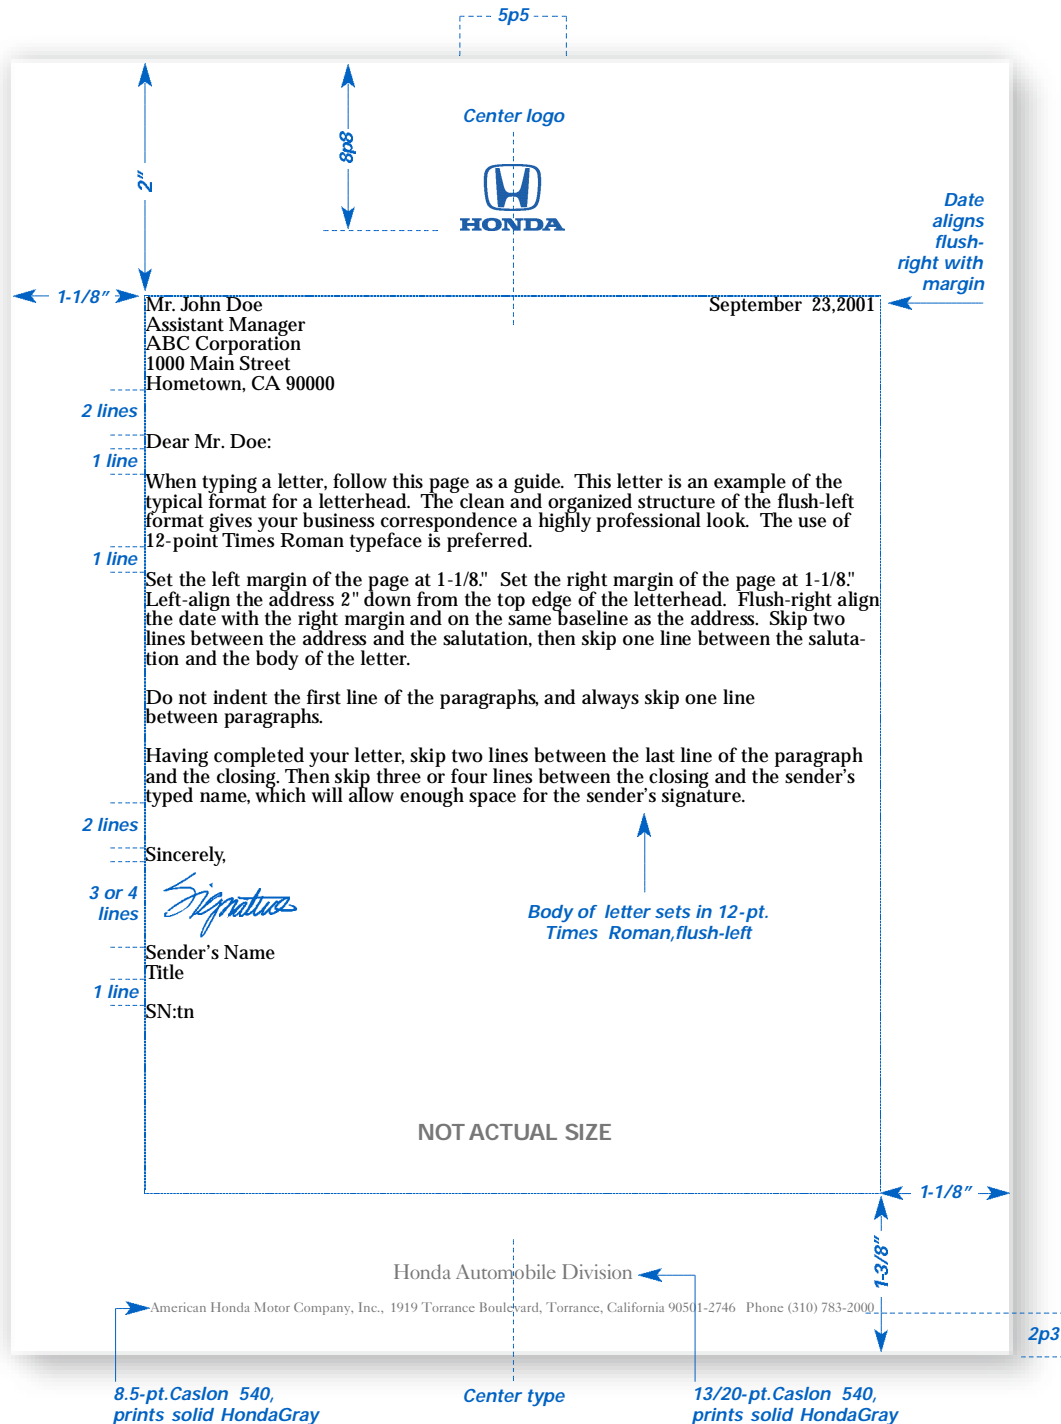 5p5
Center logo
8p8
2"
HONDA
Date
aligns
flush-
right with
margin
1-1/8"
Mr. John Doe
September 23,2001
Assistant Manager
ABC Corporation
1000 Main Street
Hometown, CA 90000
2 lines
Dear Mr. Doe:
1 line
When typing a letter, follow this page as a guide. This letter is an example of the
typical format for a letterhead. The clean and organized structure of the flush-left
format gives your business correspondence a highly professional look. The use of
12-point Times Roman typeface is preferred.
1 line
Set the left margin of the page at 1-1/8." Set the right margin of the page at 1-1/8."
Left-align the address 2" down from the top edge of the letterhead. Flush-right align
the date with the right margin and on the same baseline as the address. Skip two
lines between the address and the salutation, then skip one line between the saluta-
tion and the body of the letter.
Do not indent the first line of the paragraphs, and always skip one line
between paragraphs.
Having completed your letter, skip two lines between the last line of the paragraph
and the closing. Then skip three or four lines between the closing and the sender's
typed name, which will allow enough space for the sender's signature.
2 lines
Sincerely,
3 or 4
lines
Signature
Body of letter sets in 12-pt.
Times Roman,flush-left
Sender's Name
Title
1 line
SN:tn
NOT ACTUAL SIZE
1-1/8"
1-3/8"
Honda Automobile Division
American Honda Motor Company, Inc., 1919 Torrance Boulevard, Torrance, California 90501-2746 Phone (310) 783-2000
2p3
8.5-pt.Caslon 540,
prints solid HondaGray
Center type
13/20-pt.Caslon 540,
prints solid HondaGray